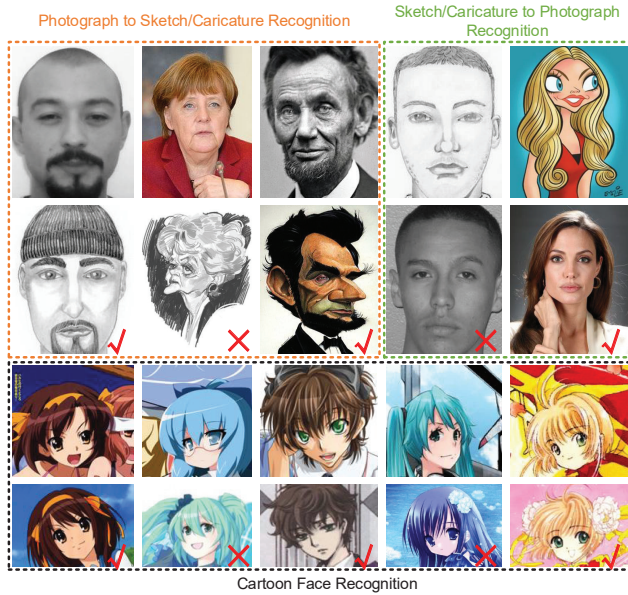 Photograph to Sketch/Caricature Recognition
Sketch/Caricature to Photograph
Recognition
Cartoon Face Recognition